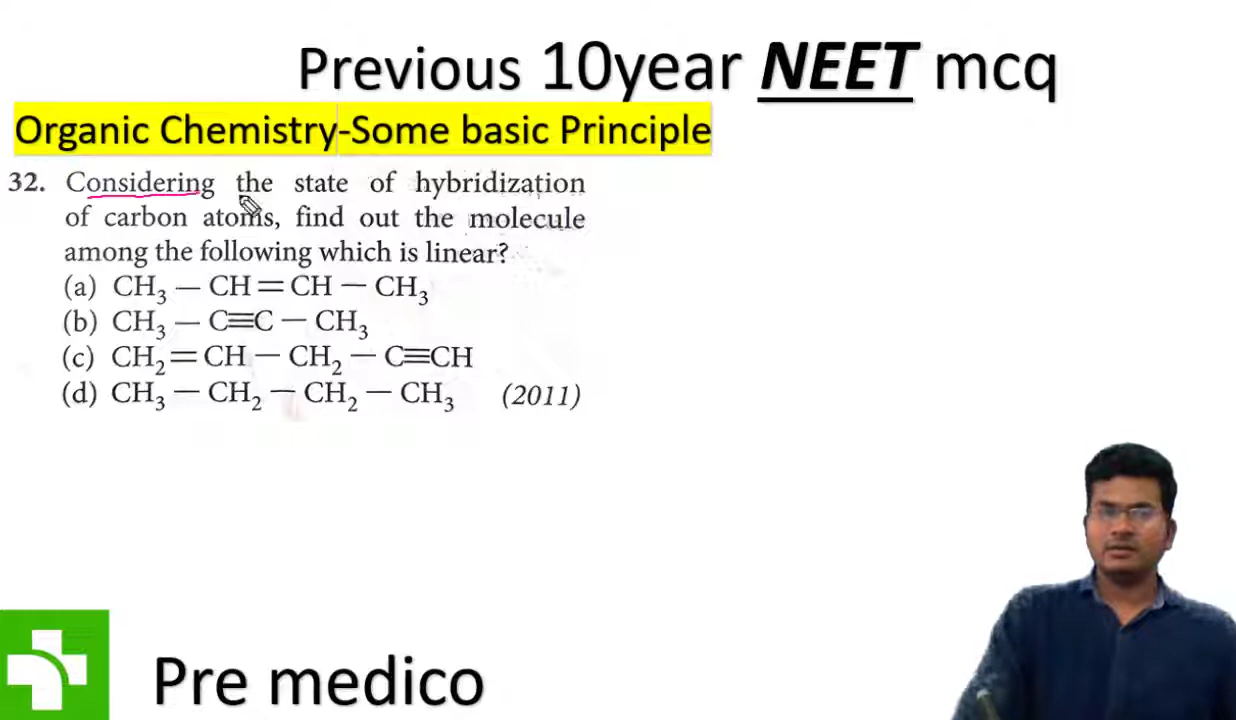 Previous 10year NEET mcq
Organic Chemistry-Some basic Principle
32. Considering the state of hybridization
of carbon atoms, find out the molecule
among the following which is linear?
(a) CH₃ — CH=CH — CH₃
(b) CH₃ — C≡C — CH₃
(c) CH₂=CH — CH₂ — C≡CH
(d) CH₃ — CH₂ — CH₂ — CH₃ (2011)
Pre medico